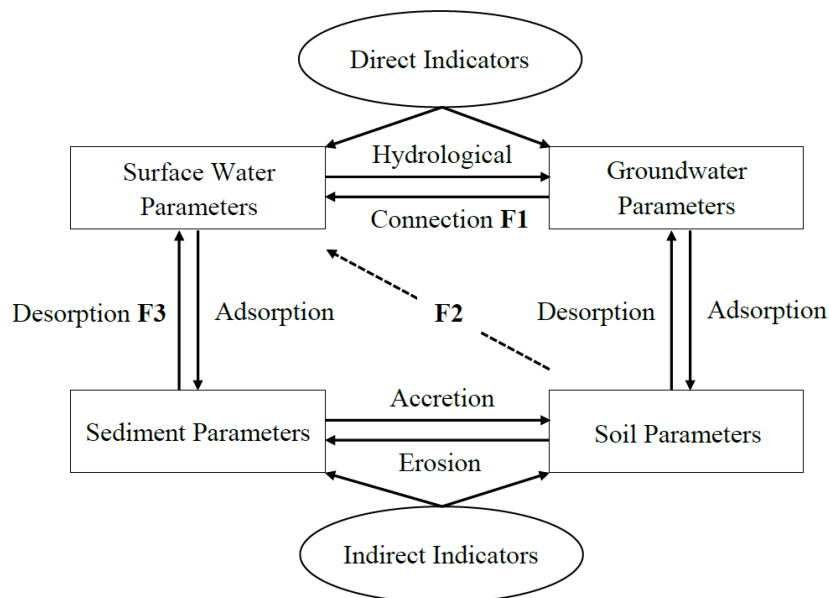 Direct Indicators
Surface Water
Parameters
Hydrological
Connection F1
Groundwater
Parameters
Desorption F3
Adsorption
F2
Desorption
Adsorption
Sediment Parameters
Accretion
Erosion
Soil Parameters
Indirect Indicators